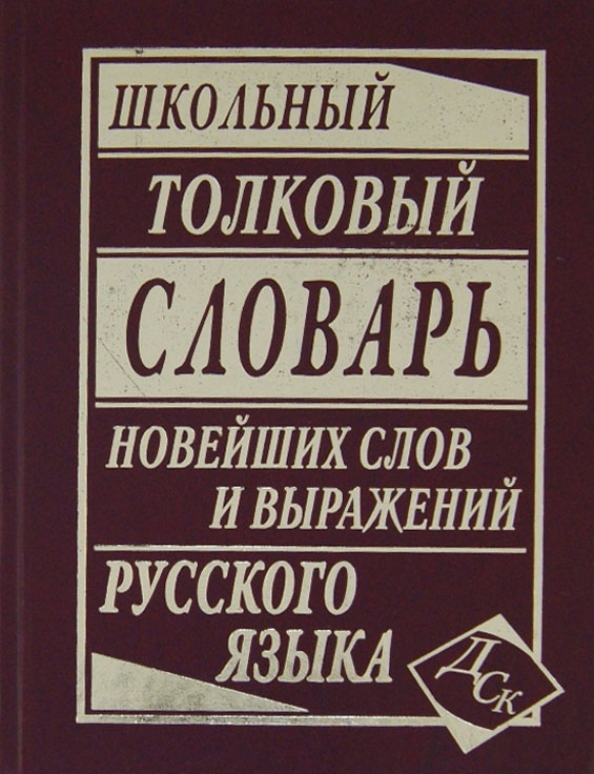 ШКОЛЬНЫЙ
ТОЛКОВЫЙ
СЛОВАРЬ
НОВЕЙШИХ СЛОВ
И ВЫРАЖЕНИЙ
РУССКОГО
ЯЗЫКА
ДСК